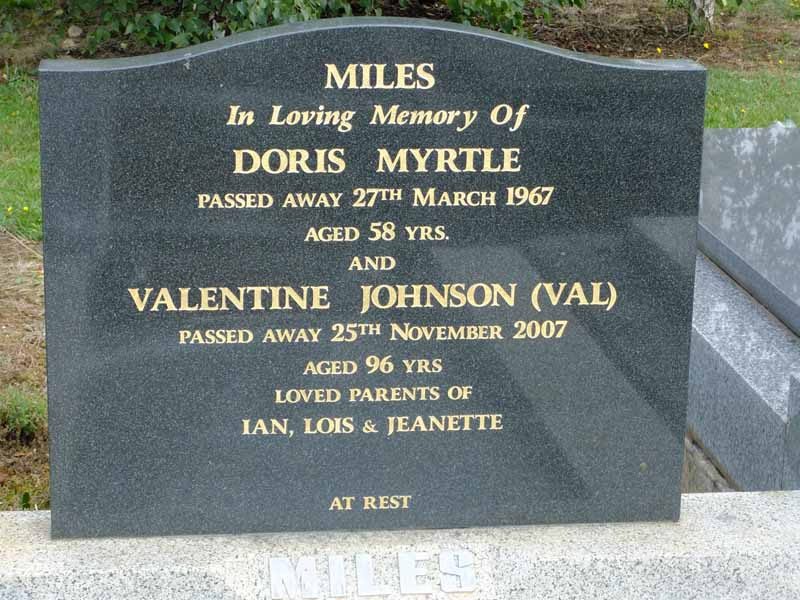 MILES
In Loving Memory Of
DORIS MYRTLE
PASSED AWAY 27TH MARCH 1967
AGED 58 YRS.
AND
VALENTINE JOHNSON (VAL)
PASSED AWAY 25TH NOVEMBER 2007
AGED 96 YRS
LOVED PARENTS OF
IAN, LOIS & JEANETTE
AT REST
MILES